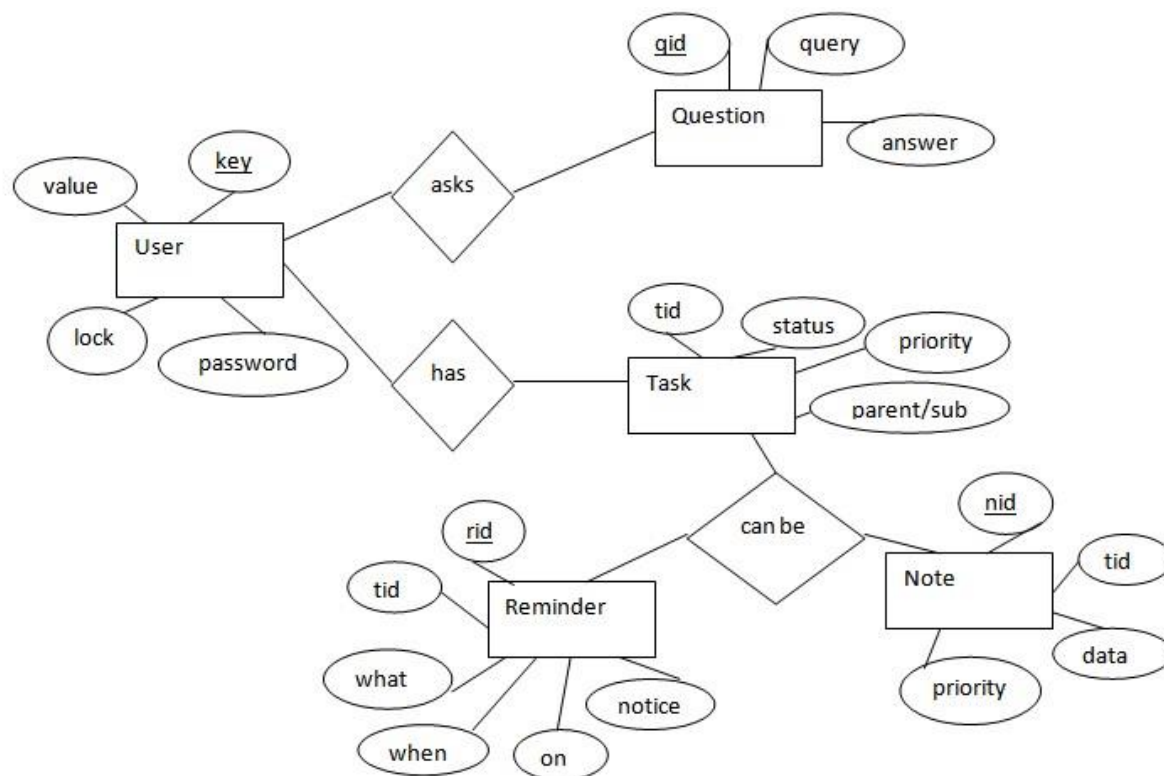 qid
query
Question
answer
key
value
asks
User
lock
password
has
tid
status
priority
Task
parent/sub
can be
nid
rid
tid
Note
tid
Reminder
data
what
notice
priority
when
on